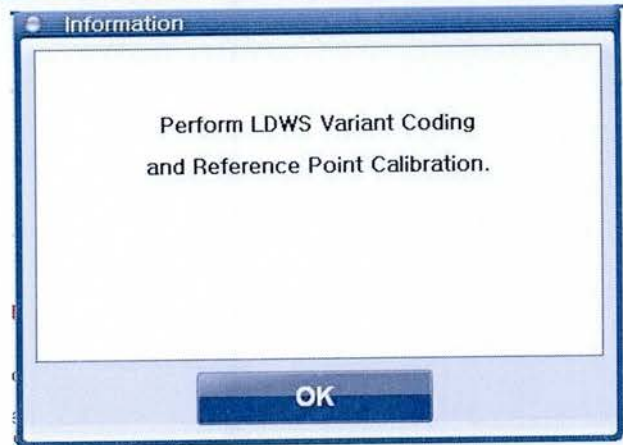 Information
Perform LDWS Variant Coding
and Reference Point Calibration.
OK